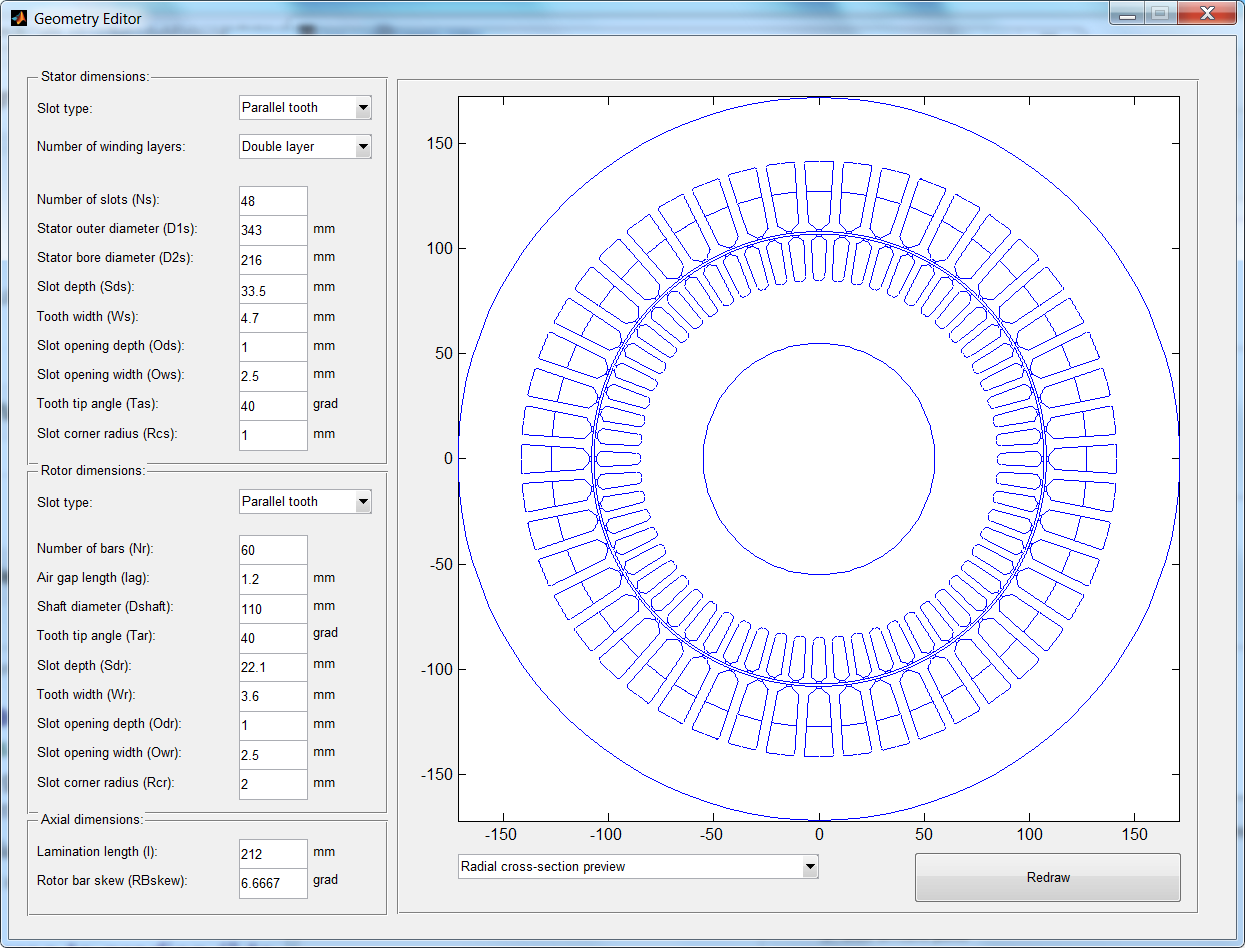 Geometry Editor
Stator dimensions:
Slot type: Parallel tooth
Number of winding layers: Double layer
Number of slots (Ns): 48
Stator outer diameter (D1s): 343 mm
Stator bore diameter (D2s): 216 mm
Slot depth (Sds): 33.5 mm
Tooth width (Ws): 4.7 mm
Slot opening depth (Ods): 1 mm
Slot opening width (Ows): 2.5 mm
Tooth tip angle (Tas): 40 grad
Slot corner radius (Rcs): 1 mm
Rotor dimensions:
Slot type: Parallel tooth
Number of bars (Nr): 60
Air gap length (lag): 1.2 mm
Shaft diameter (Dshaft): 110 mm
Tooth tip angle (Tar): 40 grad
Slot depth (Sdr): 22.1 mm
Tooth width (Wr): 3.6 mm
Slot opening depth (Odr): 1 mm
Slot opening width (Owr): 2.5 mm
Slot corner radius (Rcr): 2 mm
Axial dimensions:
Lamination length (l): 212 mm
Rotor bar skew (RBskew): 6.6667 grad
150
100
50
0
-50
-100
-150
-150 -100 -50 0 50 100 150
Radial cross-section preview
Redraw